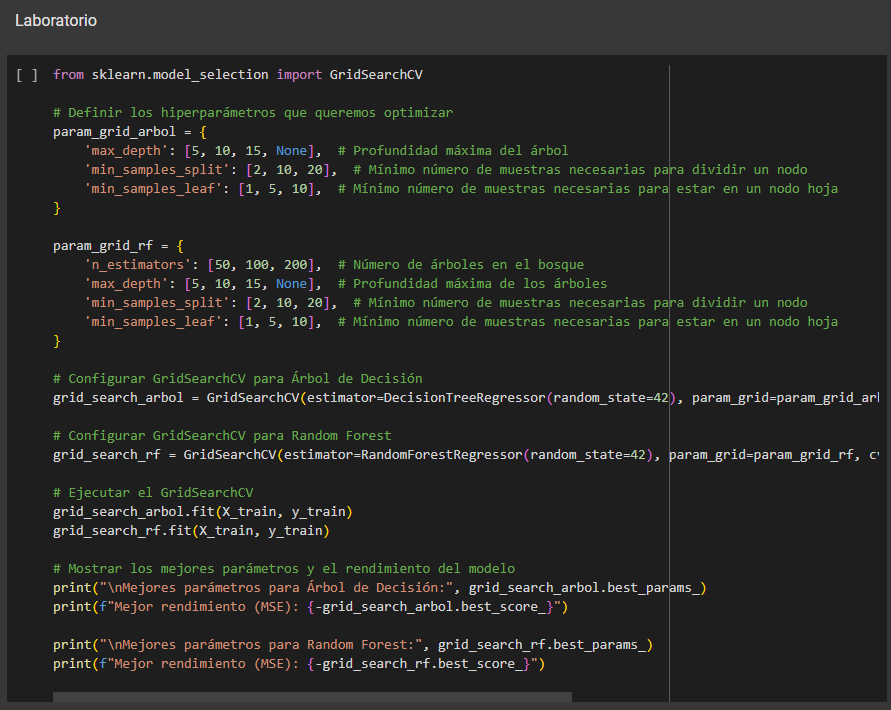 Laboratorio
[ ] from sklearn.model_selection import GridSearchCV
# Definir los hiperparámetros que queremos optimizar
param_grid_arbol = {
'max_depth': [5, 10, 15, None],  # Profundidad máxima del árbol
'min_samples_split': [2, 10, 20],  # Mínimo número de muestras necesarias para dividir un nodo
'min_samples_leaf': [1, 5, 10],  # Mínimo número de muestras necesarias para estar en un nodo hoja
}
param_grid_rf = {
'n_estimators': [50, 100, 200],  # Número de árboles en el bosque
'max_depth': [5, 10, 15, None],  # Profundidad máxima de los árboles
'min_samples_split': [2, 10, 20],  # Mínimo número de muestras necesarias para dividir un nodo
'min_samples_leaf': [1, 5, 10],  # Mínimo número de muestras necesarias para estar en un nodo hoja
}
# Configurar GridSearchCV para Árbol de Decisión
grid_search_arbol = GridSearchCV(estimator=DecisionTreeRegressor(random_state=42), param_grid=param_grid_arl
# Configurar GridSearchCV para Random Forest
grid_search_rf = GridSearchCV(estimator=RandomForestRegressor(random_state=42), param_grid=param_grid_rf, cv
# Ejecutar el GridSearchCV
grid_search_arbol.fit(X_train, y_train)
grid_search_rf.fit(X_train, y_train)
# Mostrar los mejores parámetros y el rendimiento del modelo
print("\nMejores parámetros para Árbol de Decisión:", grid_search_arbol.best_params_)
print(f"Mejor rendimiento (MSE): {-grid_search_arbol.best_score_}")
print("\nMejores parámetros para Random Forest:", grid_search_rf.best_params_)
print(f"Mejor rendimiento (MSE): {-grid_search_rf.best_score_}")